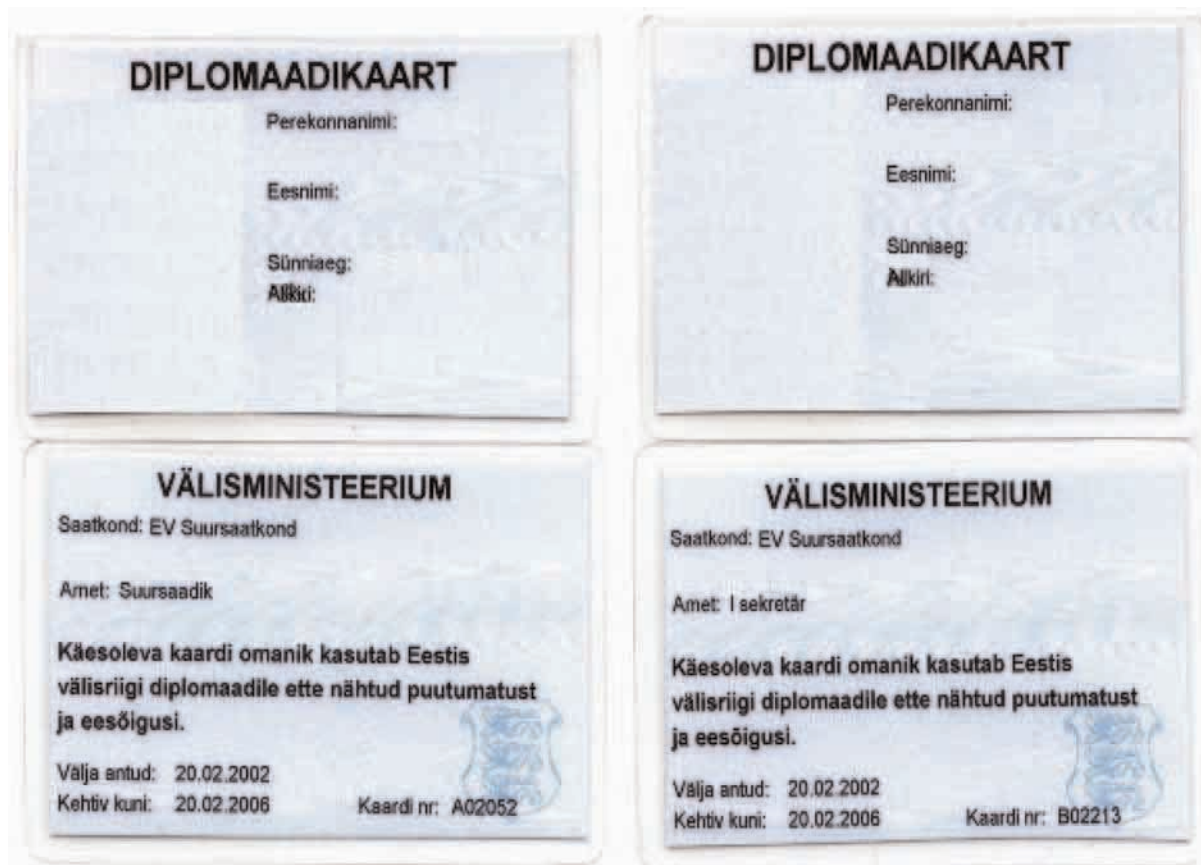 DIPLOMAADIKAART
Perekonnanimi:
Eesnimi:
Sünniaeg:
Allkiri:
DIPLOMAADIKAART
Perekonnanimi:
Eesnimi:
Sünniaeg:
Allkiri:
VÄLISMINISTEERIUM
Saatkond: EV Suursaatkond
Amet: Suursaadik
Käesoleva kaardi omanik kasutab Eestis
välisriigi diplomaadile ette nähtud puutumatust
ja eesõigusi.
Välja antud: 20.02.2002
Kehtiv kuni: 20.02.2006 Kaardi nr: A02052
VÄLISMINISTEERIUM
Saatkond: EV Suursaatkond
Amet: I sekretär
Käesoleva kaardi omanik kasutab Eestis
välisriigi diplomaadile ette nähtud puutumatust
ja eesõigusi.
Välja antud: 20.02.2002
Kehtiv kuni: 20.02.2006 Kaardi nr: B02213